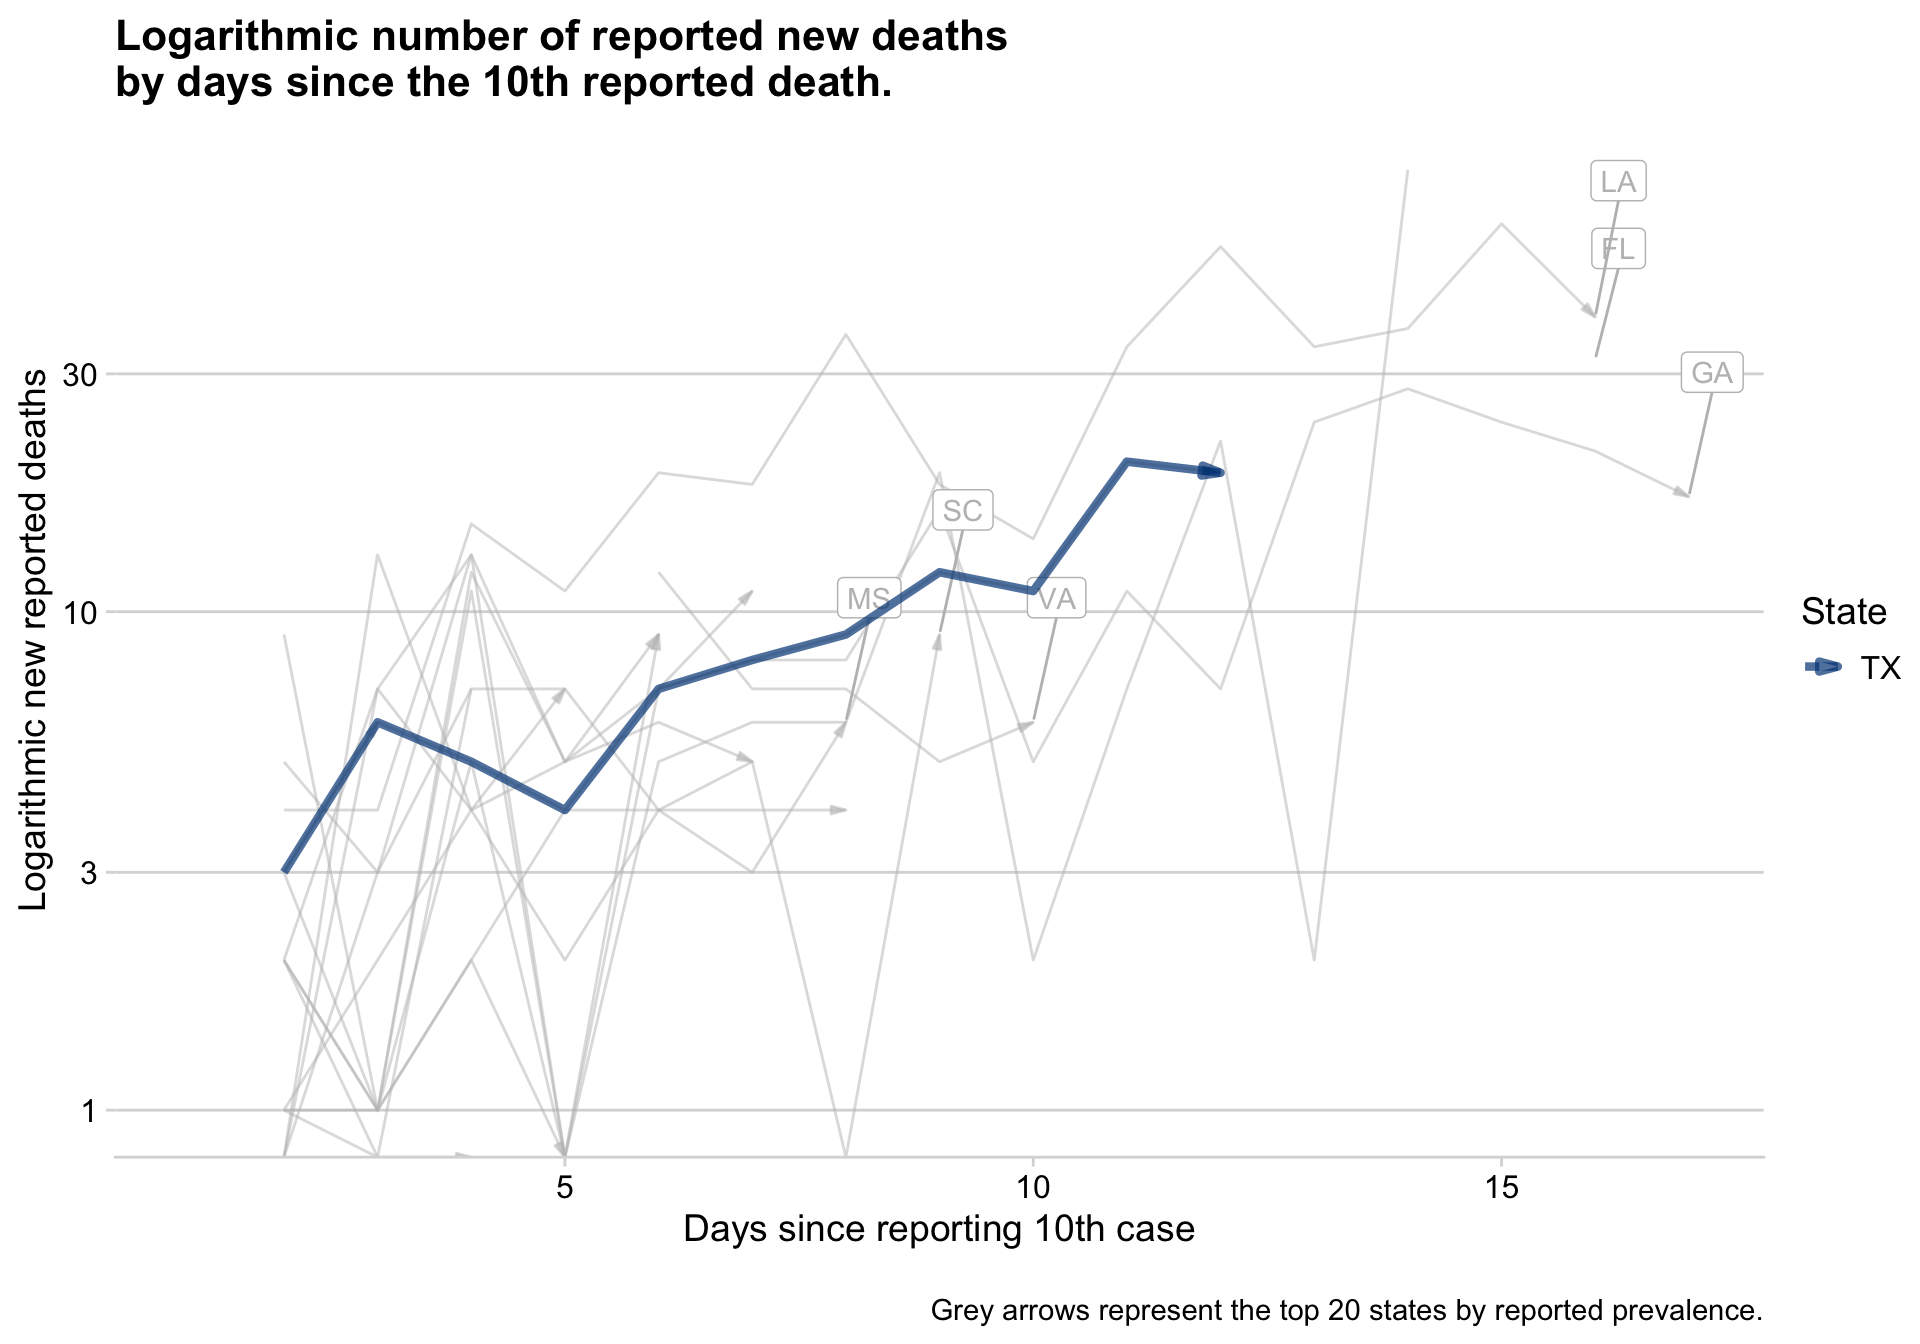 Logarithmic number of reported new deaths
by days since the 10th reported death.
LA
FL
30
GA
SC
MS
VA
10
3
1
Logarithmic new reported deaths
State
TX
5
10
15
Days since reporting 10th case
Grey arrows represent the top 20 states by reported prevalence.